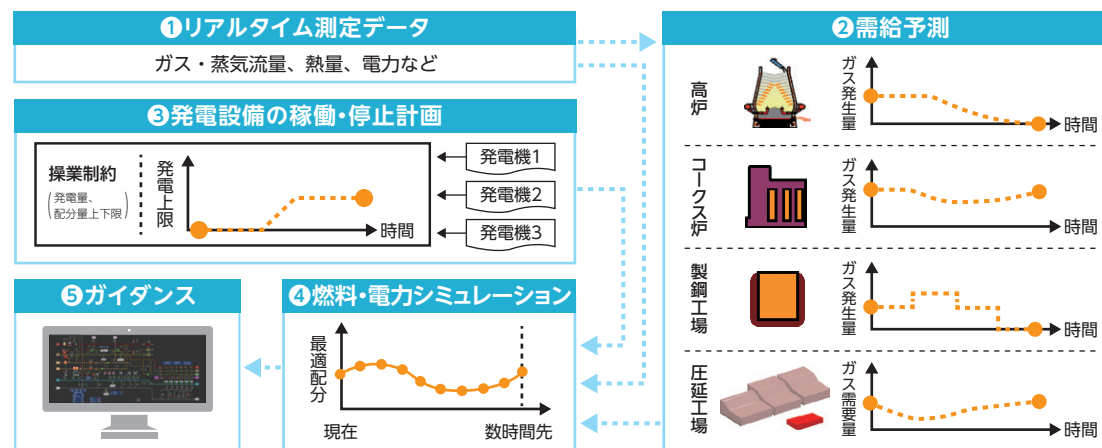 ❶リアルタイム測定データ
ガス・蒸気流量、熱量、電力など
❷需給予測
高炉
ガス発生量
時間
コークス炉
ガス発生量
時間
製鋼工場
ガス発生量
時間
圧延工場
ガス需要量
時間
❸発電設備の稼働・停止計画
操業制約
(発電量、
配分量上下限)
発電上限
時間
発電機1
発電機2
発電機3
❹燃料・電力シミュレーション
最適配分
現在
数時間先
❺ガイダンス